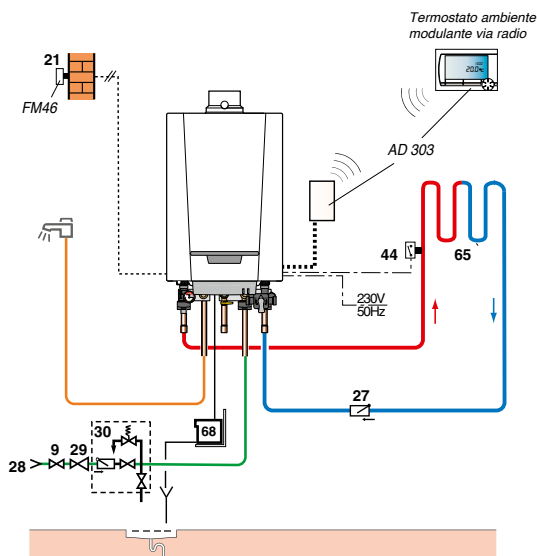 Termostato ambiente
modulante via radio
21
FM46
20.0°C
AD 303
44
65
230V
50Hz
27
30
9
29
28
68